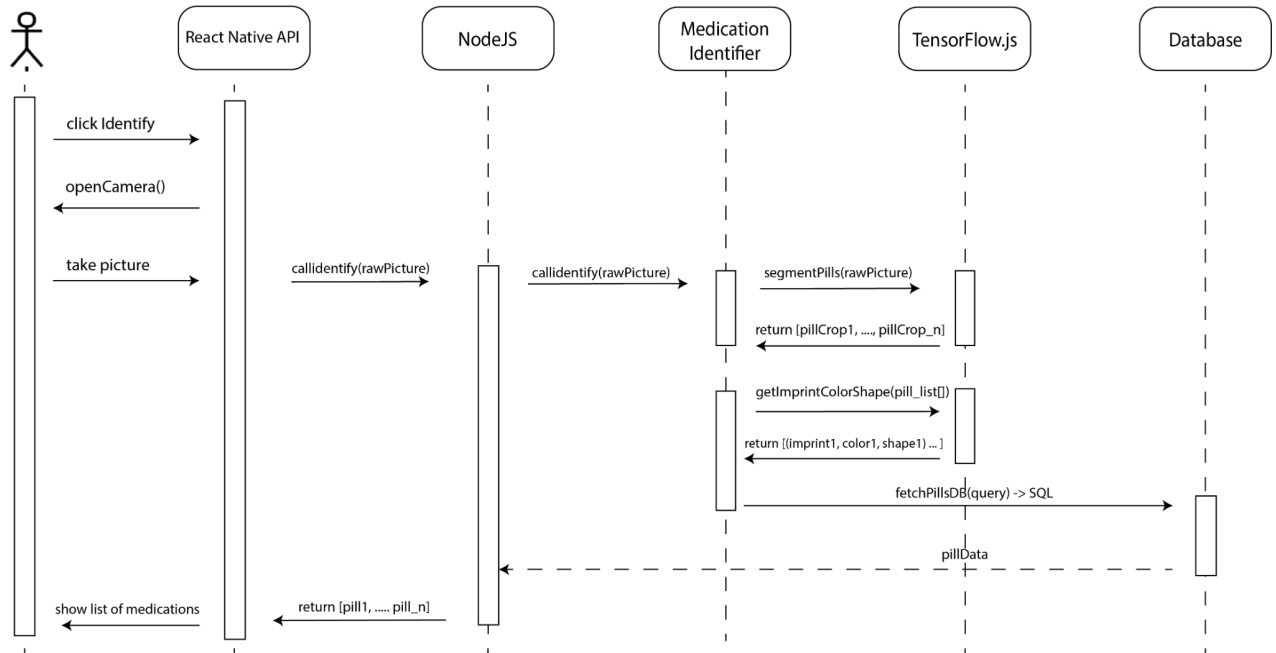 React Native API
NodeJS
Medication
Identifier
TensorFlow.js
Database
click Identify
openCamera()
take picture
callidentify(rawPicture)
callidentify(rawPicture)
segmentPills(rawPicture)
return [pillCrop1, ...., pillCrop_n]
getImprintColorShape(pill_list[])
return [(imprint1, color1, shape1) ... ]
fetchPillsDB(query) -> SQL
pillData
show list of medications
return [pill1, ..... pill_n]